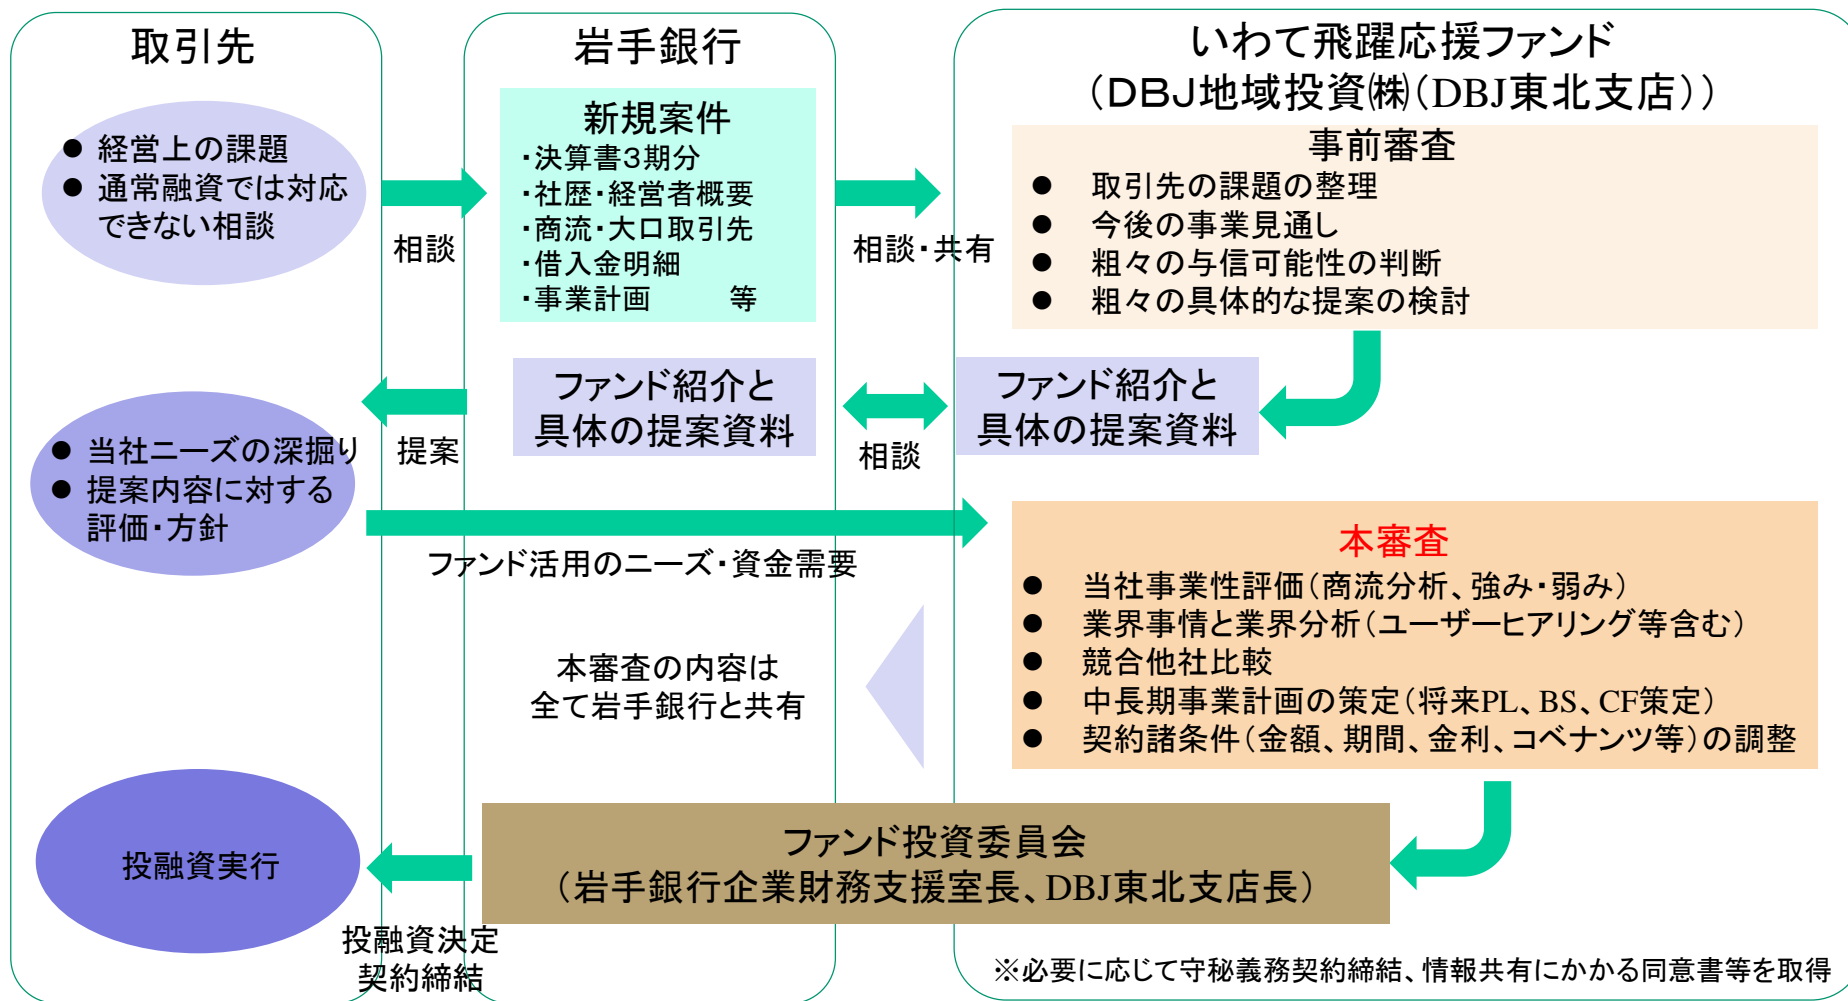 取引先
岩手銀行
いわて飛躍応援ファンド
（ＤＢＪ地域投資㈱（DBJ東北支店））
● 経営上の課題
● 通常融資では対応
できない相談
相談
新規案件
・決算書３期分
・社歴・経営者概要
・商流・大口取引先
・借入金明細
・事業計画　　　等
相談・共有
事前審査
● 取引先の課題の整理
● 今後の事業見通し
● 粗々の与信可能性の判断
● 粗々の具体的な提案の検討
ファンド紹介と
具体の提案資料
相談
ファンド紹介と
具体の提案資料
提案
● 当社ニーズの深掘り
● 提案内容に対する
評価・方針
ファンド活用のニーズ・資金需要
本審査
● 当社事業性評価（商流分析、強み・弱み）
● 業界事情と業界分析（ユーザーヒアリング等含む）
● 競合他社比較
● 中長期事業計画の策定（将来PL、BS、CF策定）
● 契約諸条件（金額、期間、金利、コベナンツ等）の調整
本審査の内容は
全て岩手銀行と共有
ファンド投資委員会
（岩手銀行企業財務支援室長、DBJ東北支店長）
投融資実行
投融資決定
契約締結
※必要に応じて守秘義務契約締結、情報共有にかかる同意書等を取得